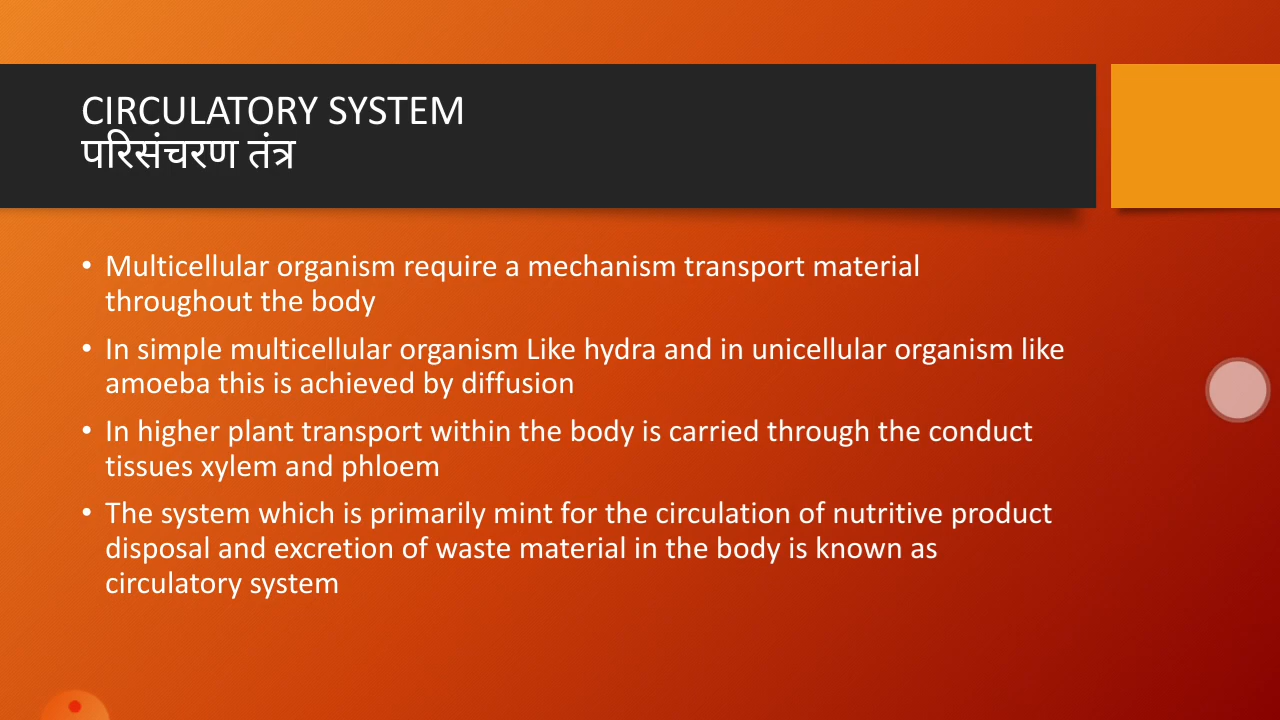 CIRCULATORY SYSTEM
परिसंचरण तंत्र
• Multicellular organism require a mechanism transport material
throughout the body
• In simple multicellular organism Like hydra and in unicellular organism like
amoeba this is achieved by diffusion
• In higher plant transport within the body is carried through the conduct
tissues xylem and phloem
• The system which is primarily mint for the circulation of nutritive product
disposal and excretion of waste material in the body is known as
circulatory system